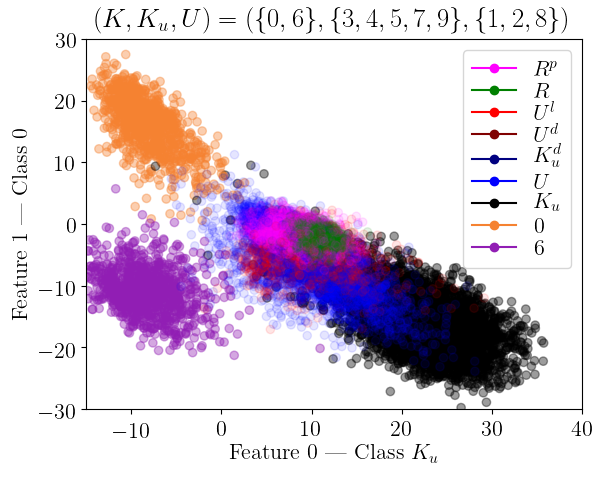 (K, K_u, U) = ({0, 6}, {3, 4, 5, 7, 9}, {1, 2, 8})
30
20
10
0
−10
−20
−30
Feature 1 — Class 0
R^p
R
U^l
U^d
K_u^d
U
K_u
0
6
−10
0
10
20
30
40
Feature 0 — Class K_u